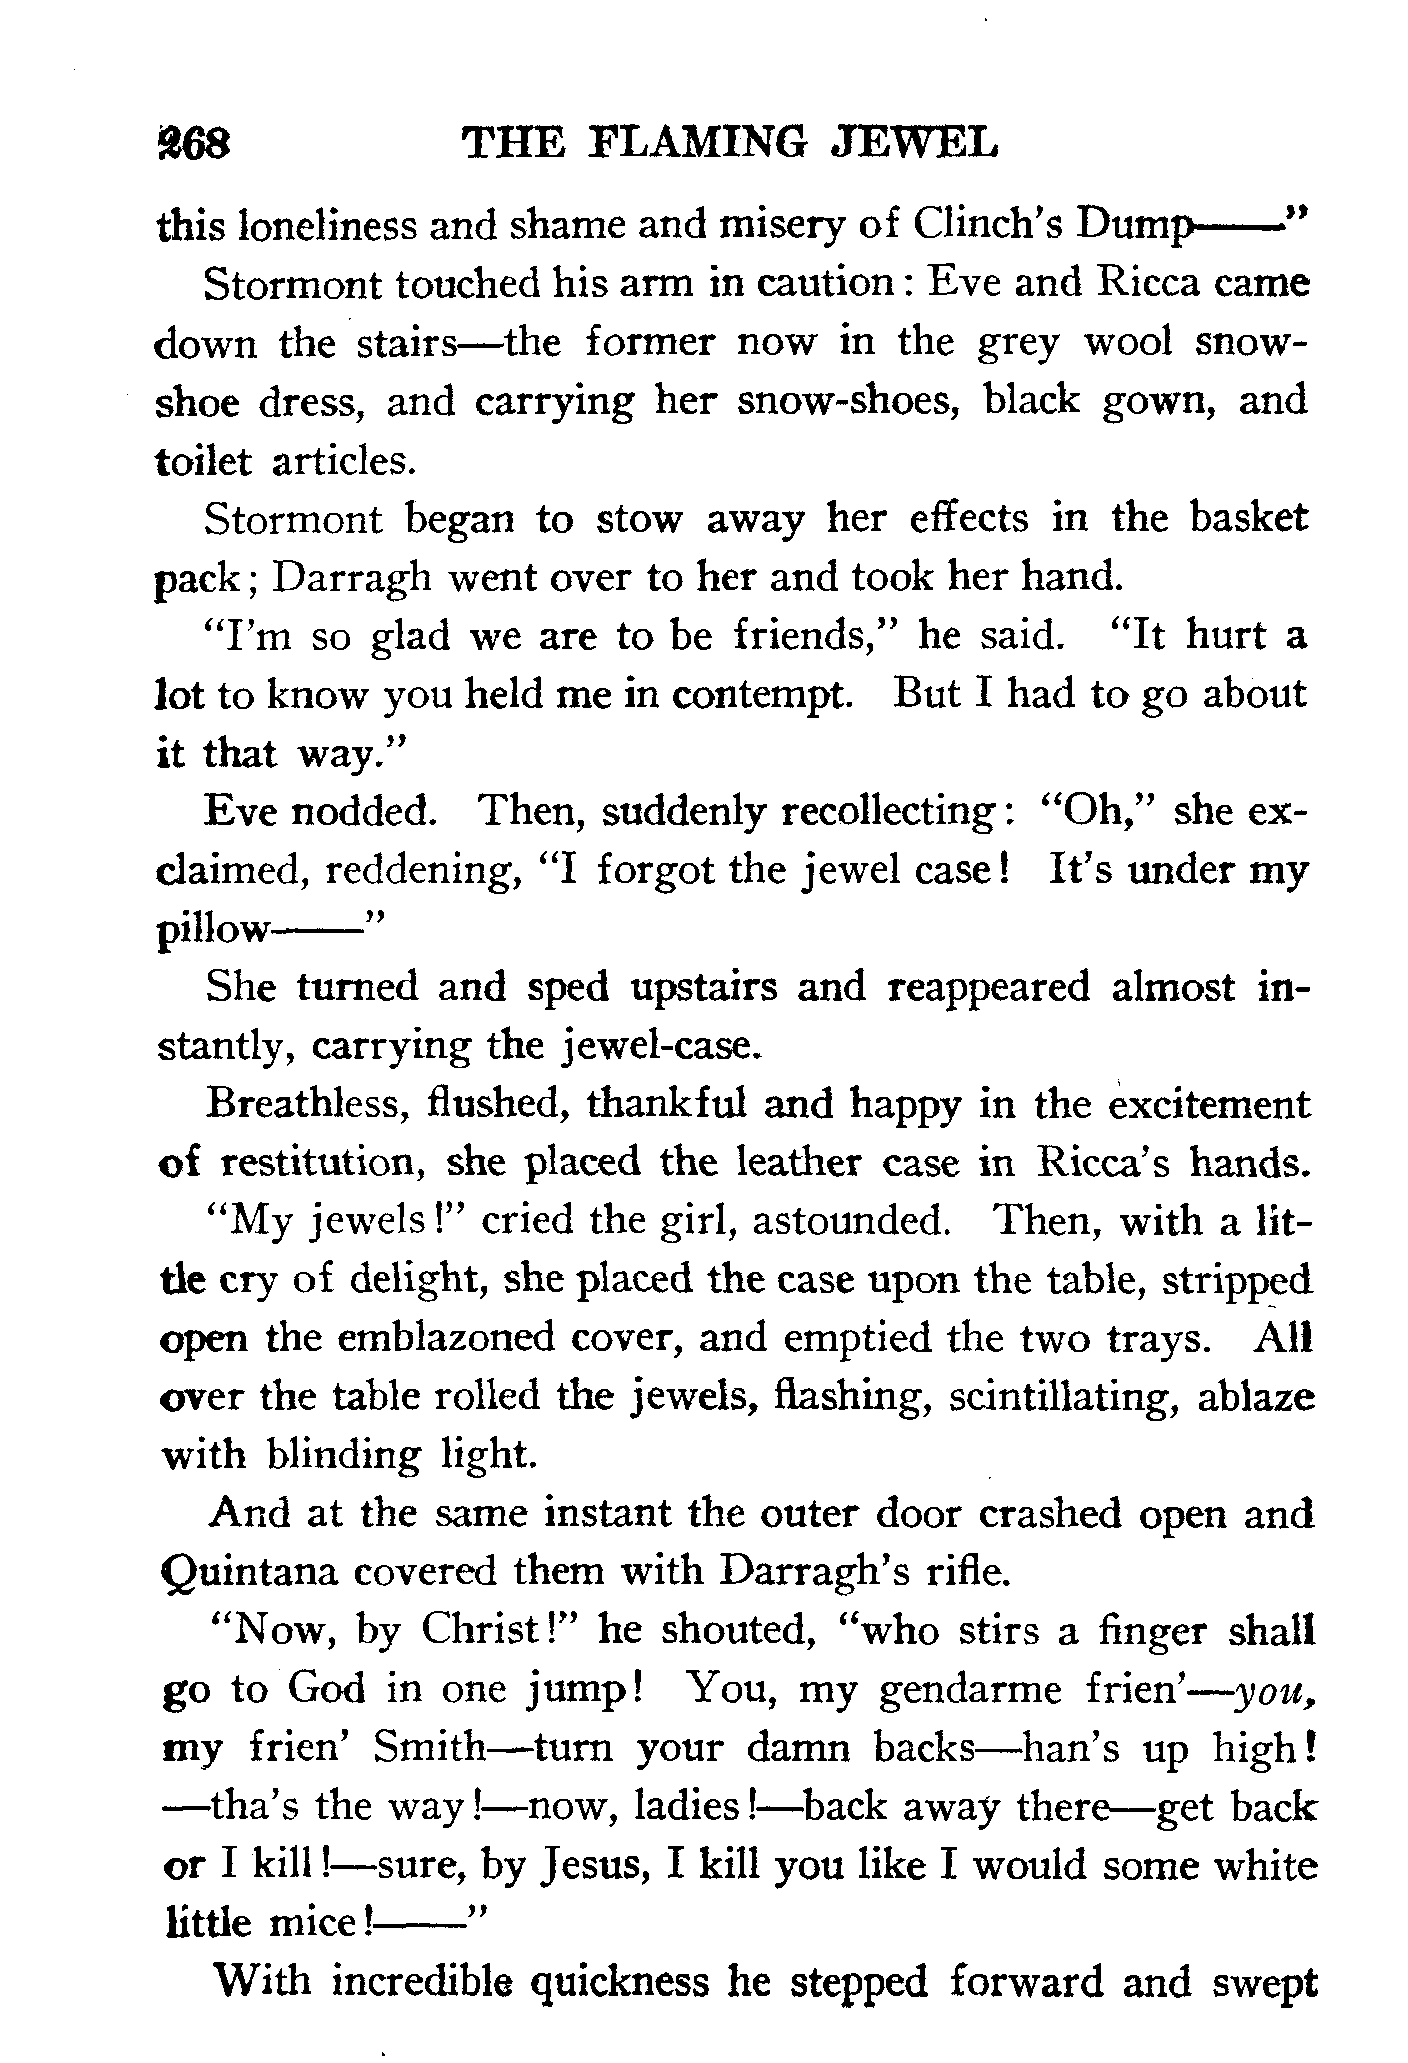 268 THE FLAMING JEWEL
this loneliness and shame and misery of Clinch's Dump——"
Stormont touched his arm in caution: Eve and Ricca came
down the stairs—the former now in the grey wool snow-
shoe dress, and carrying her snow-shoes, black gown, and
toilet articles.
Stormont began to stow away her effects in the basket
pack; Darragh went over to her and took her hand.
"I'm so glad we are to be friends," he said. "It hurt a
lot to know you held me in contempt. But I had to go about
it that way."
Eve nodded. Then, suddenly recollecting: "Oh," she ex-
claimed, reddening, "I forgot the jewel case! It's under my
pillow——"
She turned and sped upstairs and reappeared almost in-
stantly, carrying the jewel-case.
Breathless, flushed, thankful and happy in the excitement
of restitution, she placed the leather case in Ricca's hands.
"My jewels!" cried the girl, astounded. Then, with a lit-
tle cry of delight, she placed the case upon the table, stripped
open the emblazoned cover, and emptied the two trays. All
over the table rolled the jewels, flashing, scintillating, ablaze
with blinding light.
And at the same instant the outer door crashed open and
Quintana covered them with Darragh's rifle.
"Now, by Christ!" he shouted, "who stirs a finger shall
go to God in one jump! You, my gendarme frien'—you,
my frien' Smith—turn your damn backs—han's up high!
—tha's the way!—now, ladies!—back away there—get back
or I kill!—sure, by Jesus, I kill you like I would some white
little mice!——"
With incredible quickness he stepped forward and swept